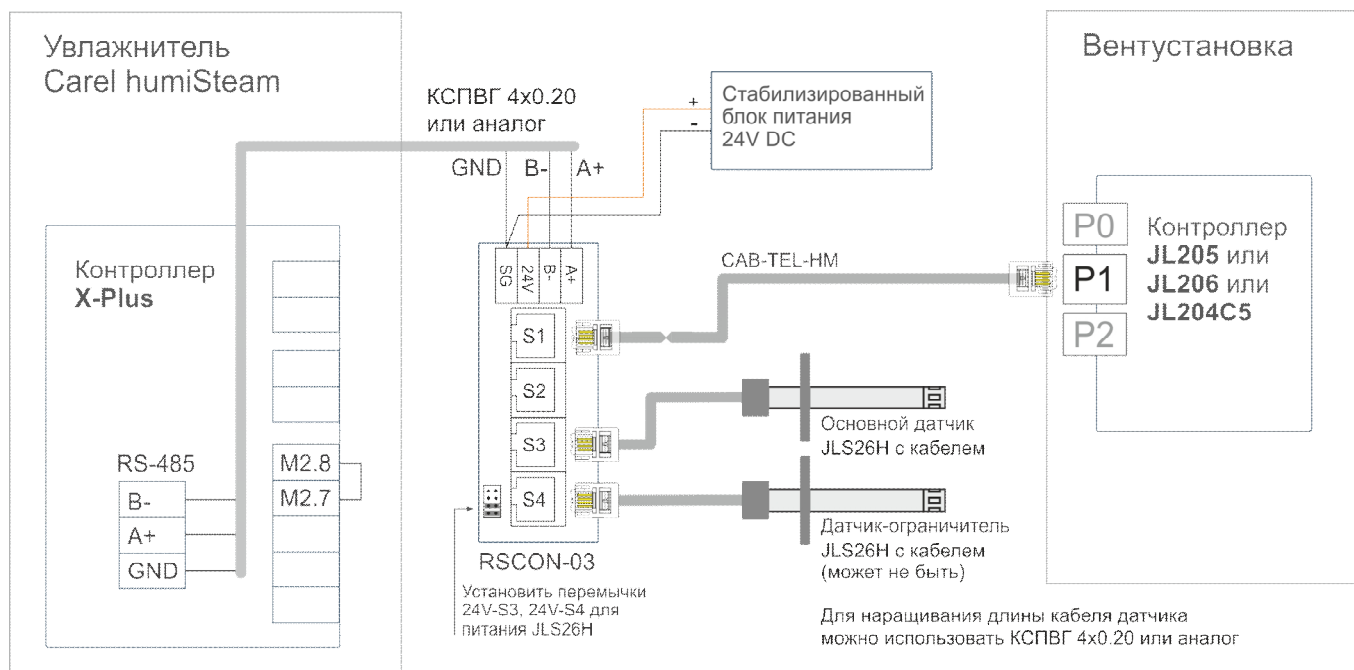 Увлажнитель
Carel humiSteam
Вентустановка
КСПВГ 4x0.20
или аналог
+
-
Стабилизированный
блок питания
24V DC
GND
B-
A+
Контроллер
X-Plus
SG
24V
B-
A+
CAB-TEL-HM
P0
P1
P2
Контроллер
JL205 или
JL206 или
JL204C5
S1
S2
S3
S4
Основной датчик
JLS26H с кабелем
RS-485
B-
A+
GND
M2.8
M2.7
RSCON-03
Установить перемычки
24V-S3, 24V-S4 для
питания JLS26H
Датчик-ограничитель
JLS26H с кабелем
(может не быть)
Для наращивания длины кабеля датчика
можно использовать КСПВГ 4x0.20 или аналог